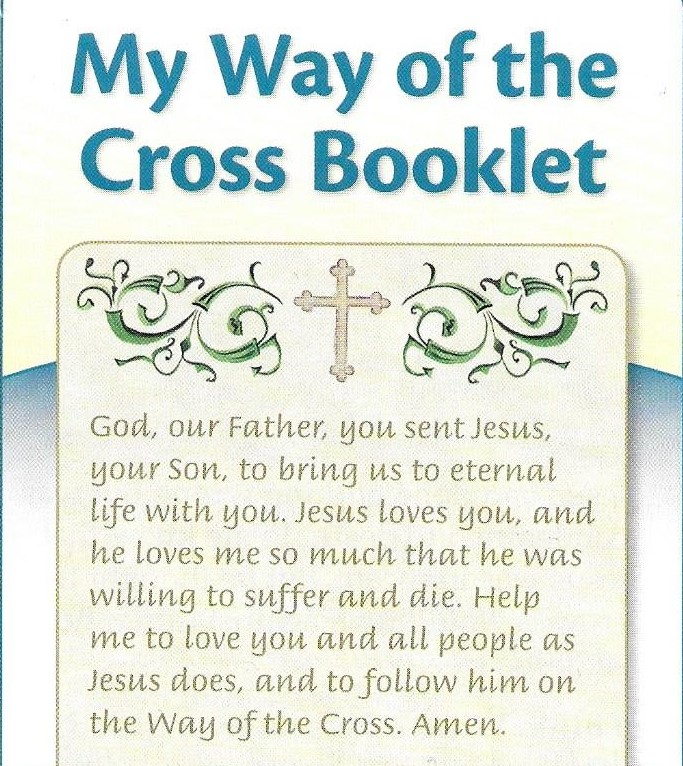 My Way of the
Cross Booklet
God, our Father, you sent Jesus,
your Son, to bring us to eternal
life with you. Jesus loves you, and
he loves me so much that he was
willing to suffer and die. Help
me to love you and all people as
Jesus does, and to follow him on
the Way of the Cross. Amen.